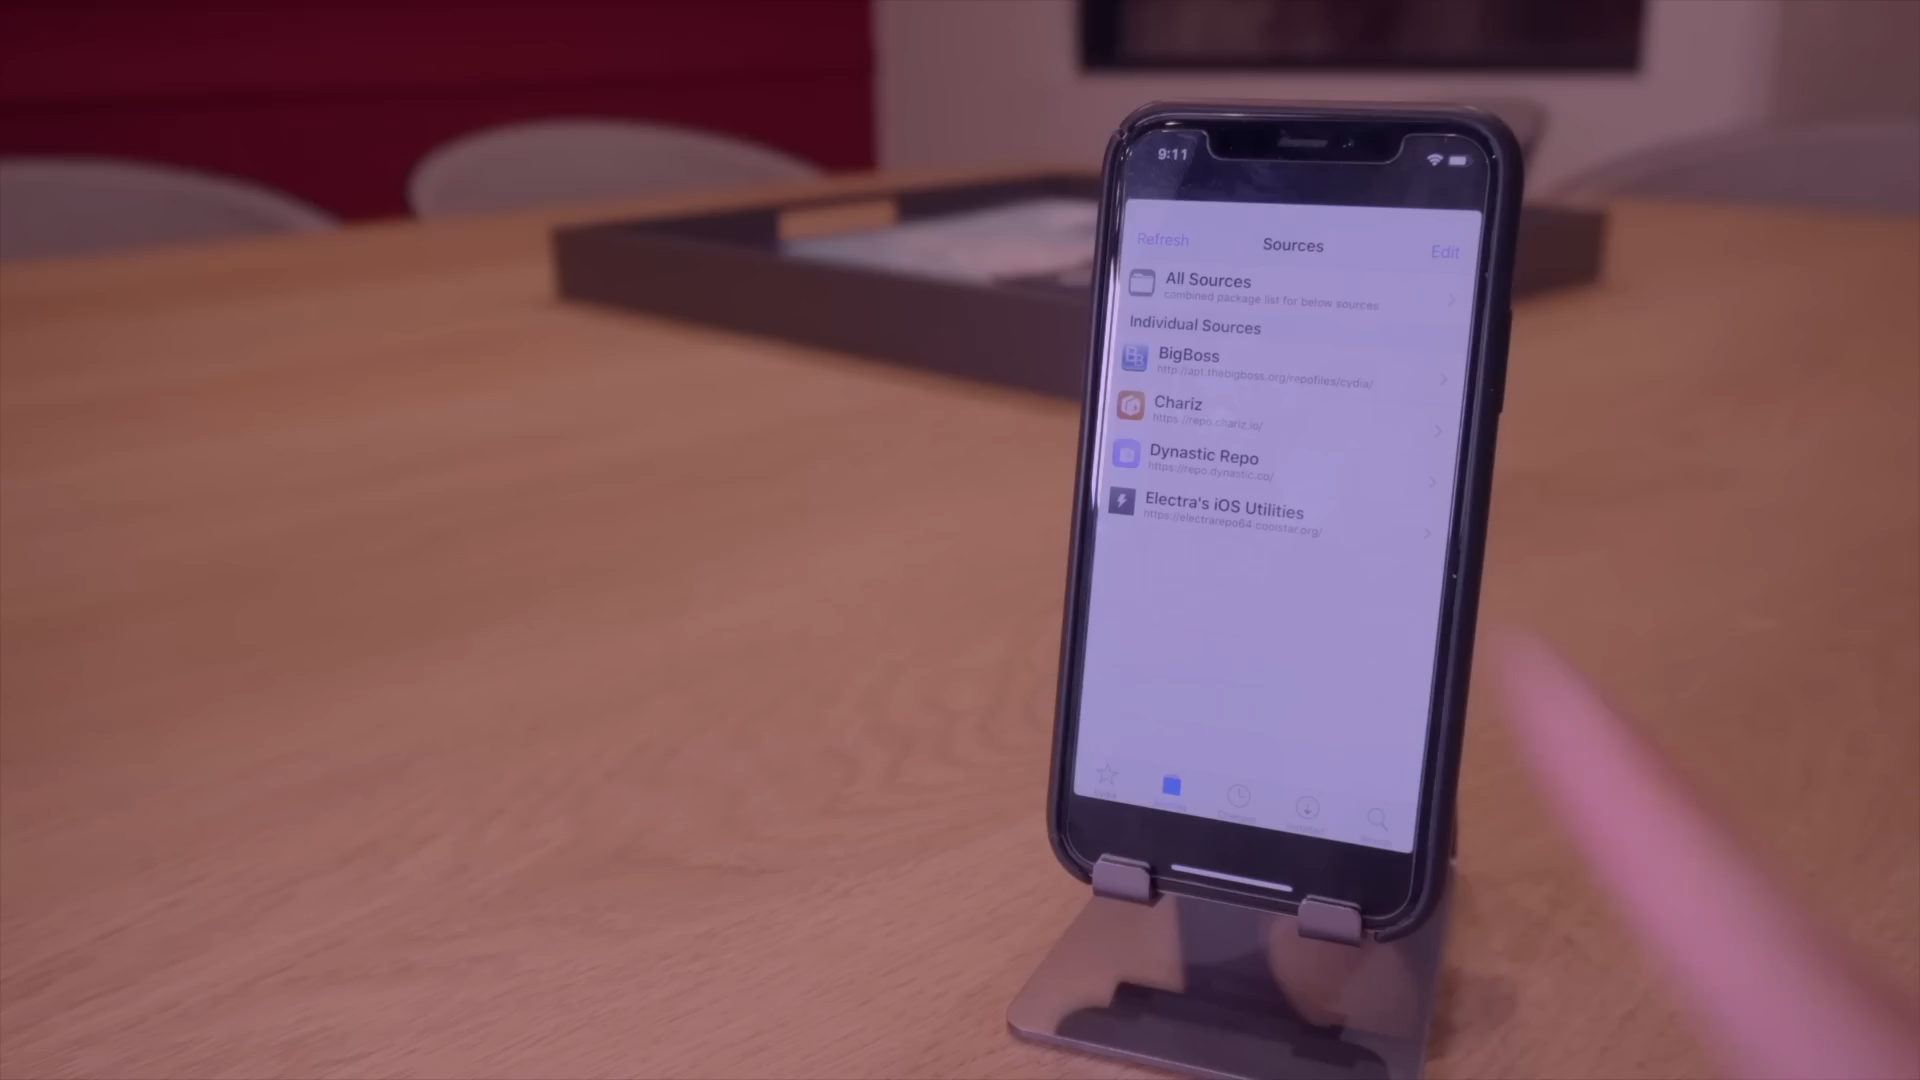 9:11
Refresh Sources Edit
All Sources
combined package list for below sources
Individual Sources
BigBoss
http://apt.thebigboss.org/repofiles/cydia/
Chariz
https://repo.chariz.io/
Dynastic Repo
https://repo.dynastic.co/
Electra's iOS Utilities
https://electrarepo64.coolstar.org/